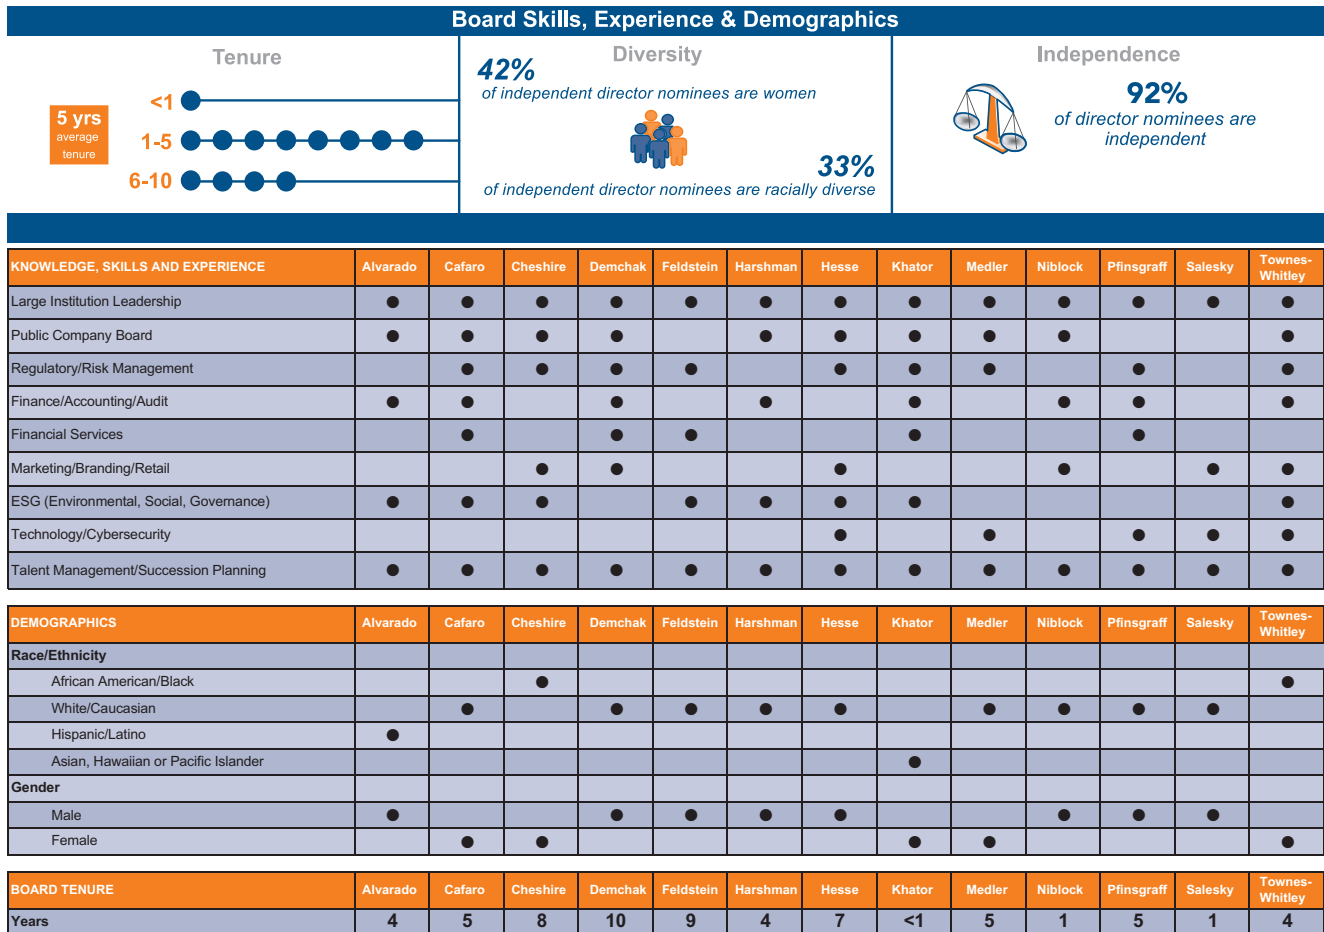 Board Skills, Experience & Demographics
Tenure
5 yrs
average
tenure
<1
1-5
6-10
Diversity
42%
of independent director nominees are women
33%
of independent director nominees are racially diverse
Independence
92%
of director nominees are
independent
KNOWLEDGE, SKILLS AND EXPERIENCE Alvarado Cafaro Cheshire Demchak Feldstein Harshman Hesse Khator Medler Niblock Pfinsgraff Salesky Townes-
Whitley
Large Institution Leadership ● ● ● ● ● ● ● ● ● ● ● ● ●
Public Company Board ● ● ● ● ● ● ● ● ● ●
Regulatory/Risk Management ● ● ● ● ● ● ● ● ●
Finance/Accounting/Audit ● ● ● ● ● ● ● ●
Financial Services ● ● ● ● ●
Marketing/Branding/Retail ● ● ● ● ● ●
ESG (Environmental, Social, Governance) ● ● ● ● ● ● ● ●
Technology/Cybersecurity ● ● ● ● ●
Talent Management/Succession Planning ● ● ● ● ● ● ● ● ● ● ● ● ●
DEMOGRAPHICS Alvarado Cafaro Cheshire Demchak Feldstein Harshman Hesse Khator Medler Niblock Pfinsgraff Salesky Townes-
Whitley
Race/Ethnicity
African American/Black ● ●
White/Caucasian ● ● ● ● ● ● ● ● ●
Hispanic/Latino ●
Asian, Hawaiian or Pacific Islander ●
Gender
Male ● ● ● ● ● ● ● ●
Female ● ● ● ● ●
BOARD TENURE Alvarado Cafaro Cheshire Demchak Feldstein Harshman Hesse Khator Medler Niblock Pfinsgraff Salesky Townes-
Whitley
Years 4 5 8 10 9 4 7 <1 5 1 5 1 4